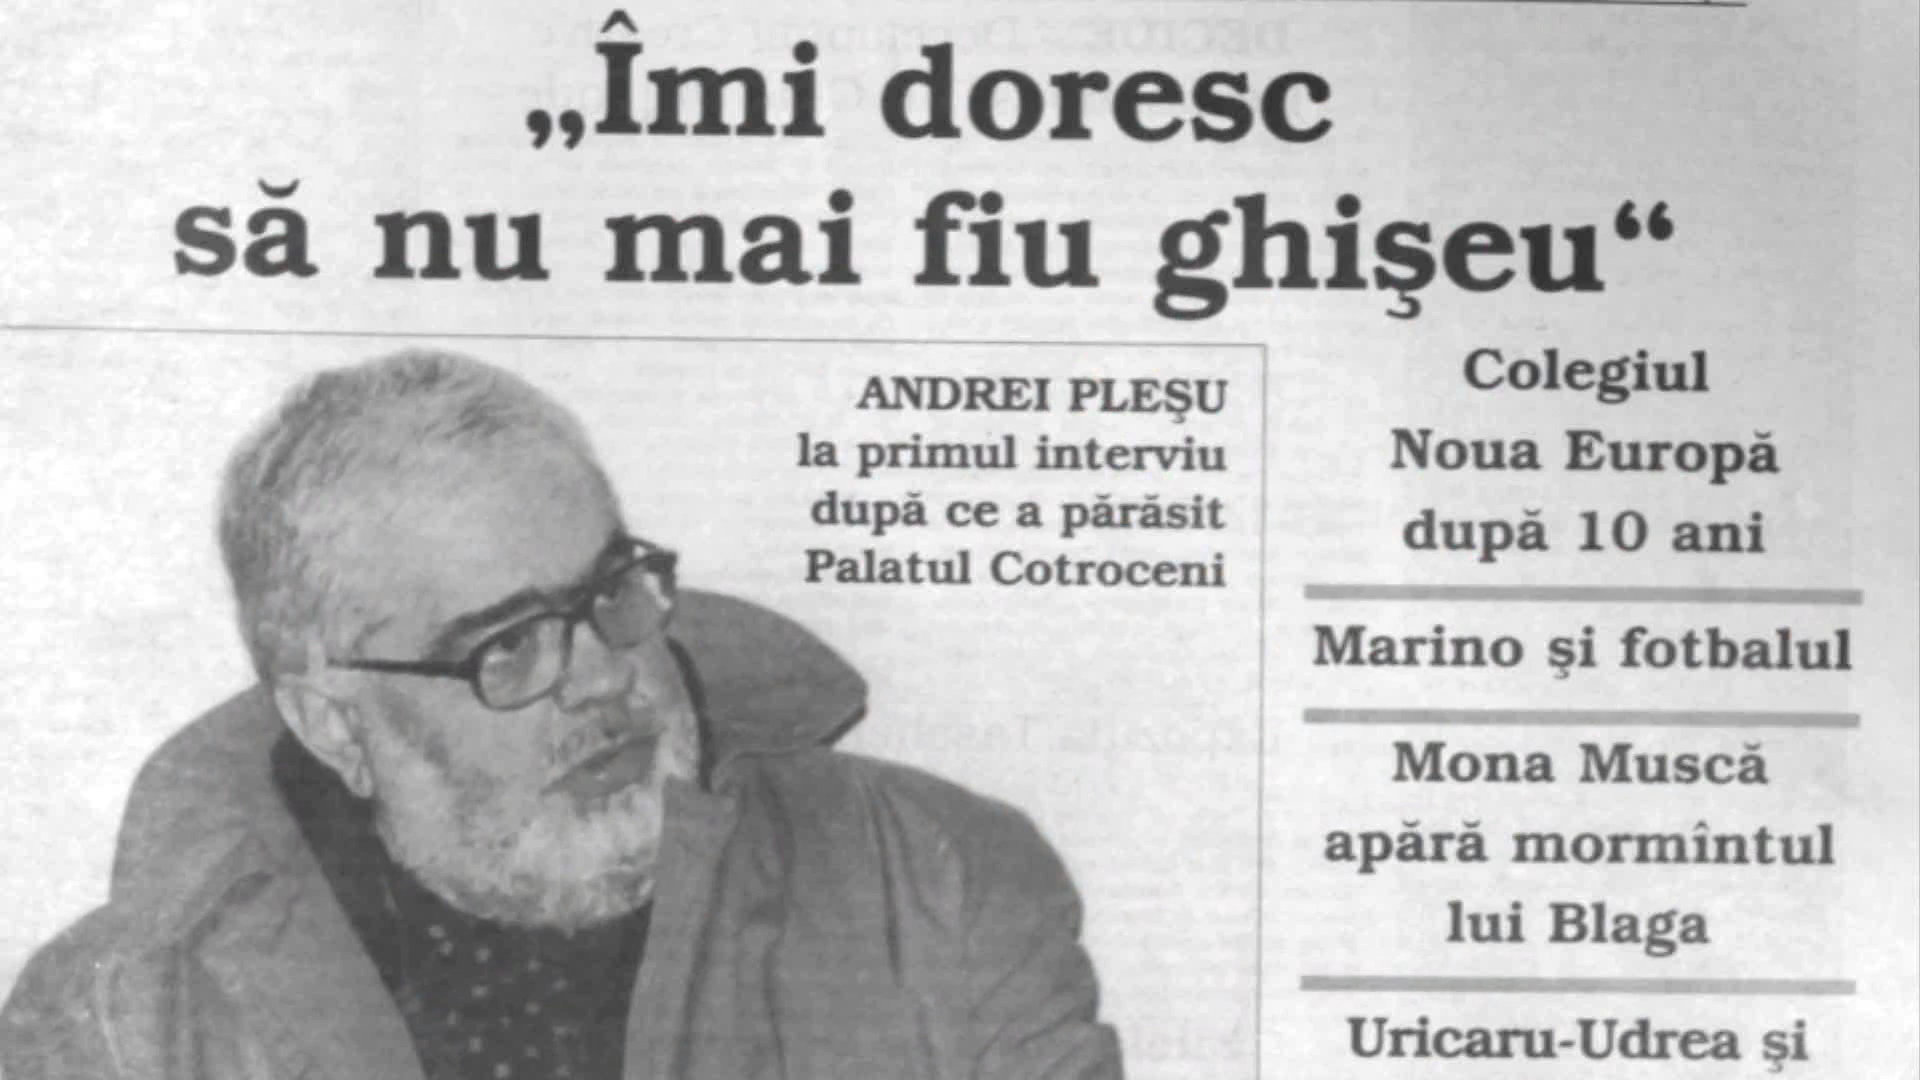 „Îmi doresc
să nu mai fiu ghişeu“
ANDREI PLEŞU
la primul interviu
după ce a părăsit
Palatul Cotroceni
Colegiul
Noua Europă
după 10 ani
Marino şi fotbalul
Mona Muscă
apără mormîntul
lui Blaga
Uricaru-Udrea şi